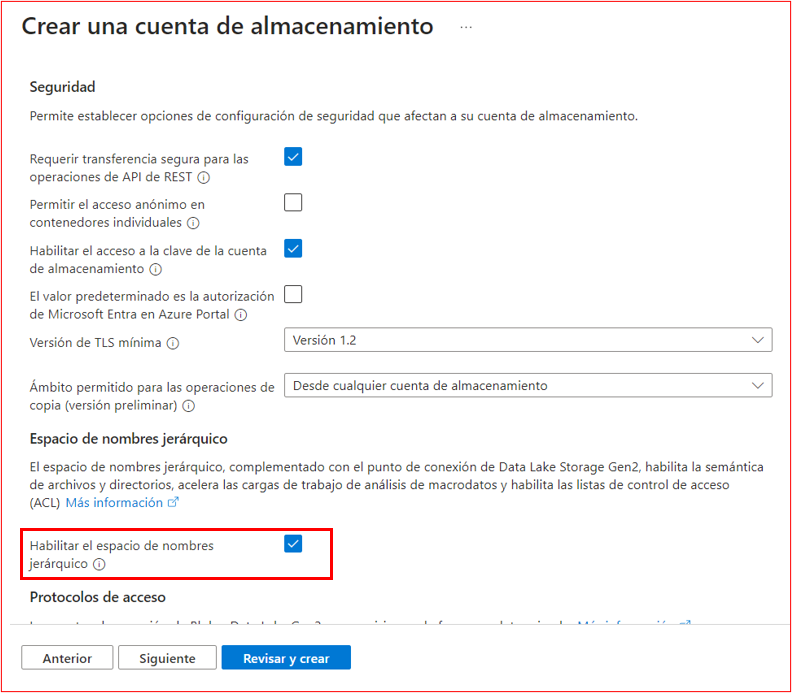 Crear una cuenta de almacenamiento ...
Seguridad
Permite establecer opciones de configuración de seguridad que afectan a su cuenta de almacenamiento.
Requerir transferencia segura para las
operaciones de API de REST
Permitir el acceso anónimo en
contenedores individuales
Habilitar el acceso a la clave de la cuenta
de almacenamiento
El valor predeterminado es la autorización
de Microsoft Entra en Azure Portal
Versión de TLS mínima
Versión 1.2
Ámbito permitido para las operaciones de
copia (versión preliminar)
Desde cualquier cuenta de almacenamiento
Espacio de nombres jerárquico
El espacio de nombres jerárquico, complementado con el punto de conexión de Data Lake Storage Gen2, habilita la semántica
de archivos y directorios, acelera las cargas de trabajo de análisis de macrodatos y habilita las listas de control de acceso
(ACL) Más información
Habilitar el espacio de nombres
jerárquico
Protocolos de acceso
Anterior
Siguiente
Revisar y crear